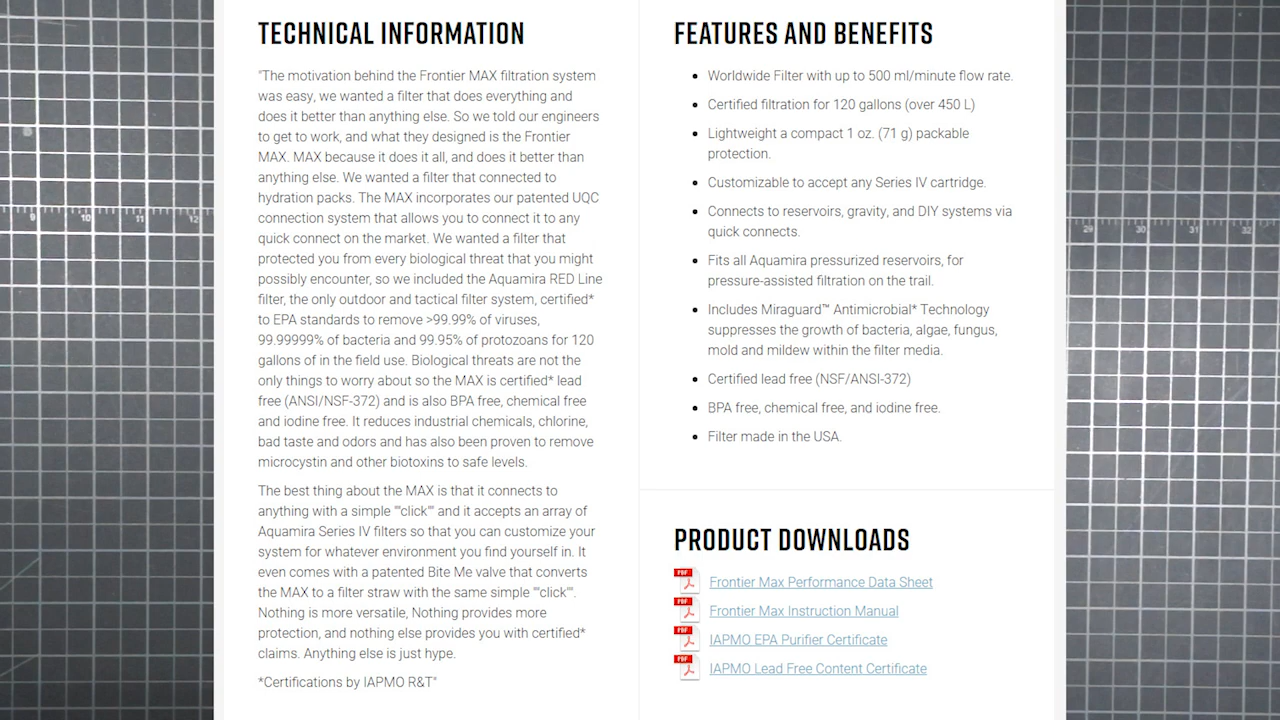 TECHNICAL INFORMATION
"The motivation behind the Frontier MAX filtration system
was easy, we wanted a filter that does everything and
does it better than anything else. So we told our engineers
to get to work, and what they designed is the Frontier
MAX. MAX because it does it all, and does it better than
anything else. We wanted a filter that connected to
hydration packs. The MAX incorporates our patented UQC
connection system that allows you to connect it to any
quick connect on the market. We wanted a filter that
protected you from every biological threat that you might
possibly encounter, so we included the Aquamira RED Line
filter, the only outdoor and tactical filter system, certified*
to EPA standards to remove >99.99% of viruses,
99.99999% of bacteria and 99.95% of protozoans for 120
gallons of in the field use. Biological threats are not the
only things to worry about so the MAX is certified* lead
free (ANSI/NSF-372) and is also BPA free, chemical free
and iodine free. It reduces industrial chemicals, chlorine,
bad taste and odors and has also been proven to remove
microcystin and other biotoxins to safe levels.
The best thing about the MAX is that it connects to
anything with a simple '"click"' and it accepts an array of
Aquamira Series IV filters so that you can customize your
system for whatever environment you find yourself in. It
even comes with a patented Bite Me valve that converts
the MAX to a filter straw with the same simple '"click"'.
Nothing is more versatile, Nothing provides more
protection, and nothing else provides you with certified*
claims. Anything else is just hype.
*Certifications by IAPMO R&T"
FEATURES AND BENEFITS
Worldwide Filter with up to 500 ml/minute flow rate.
Certified filtration for 120 gallons (over 450 L)
Lightweight a compact 1 oz. (71 g) packable
protection.
Customizable to accept any Series IV cartridge.
Connects to reservoirs, gravity, and DIY systems via
quick connects.
Fits all Aquamira pressurized reservoirs, for
pressure-assisted filtration on the trail.
Includes Miraguard™ Antimicrobial* Technology
suppresses the growth of bacteria, algae, fungus,
mold and mildew within the filter media.
Certified lead free (NSF/ANSI-372)
BPA free, chemical free, and iodine free.
Filter made in the USA.
PRODUCT DOWNLOADS
PDF Frontier Max Performance Data Sheet
PDF Frontier Max Instruction Manual
PDF IAPMO EPA Purifier Certificate
PDF IAPMO Lead Free Content Certificate
9 10 11 12
29 30 31 32